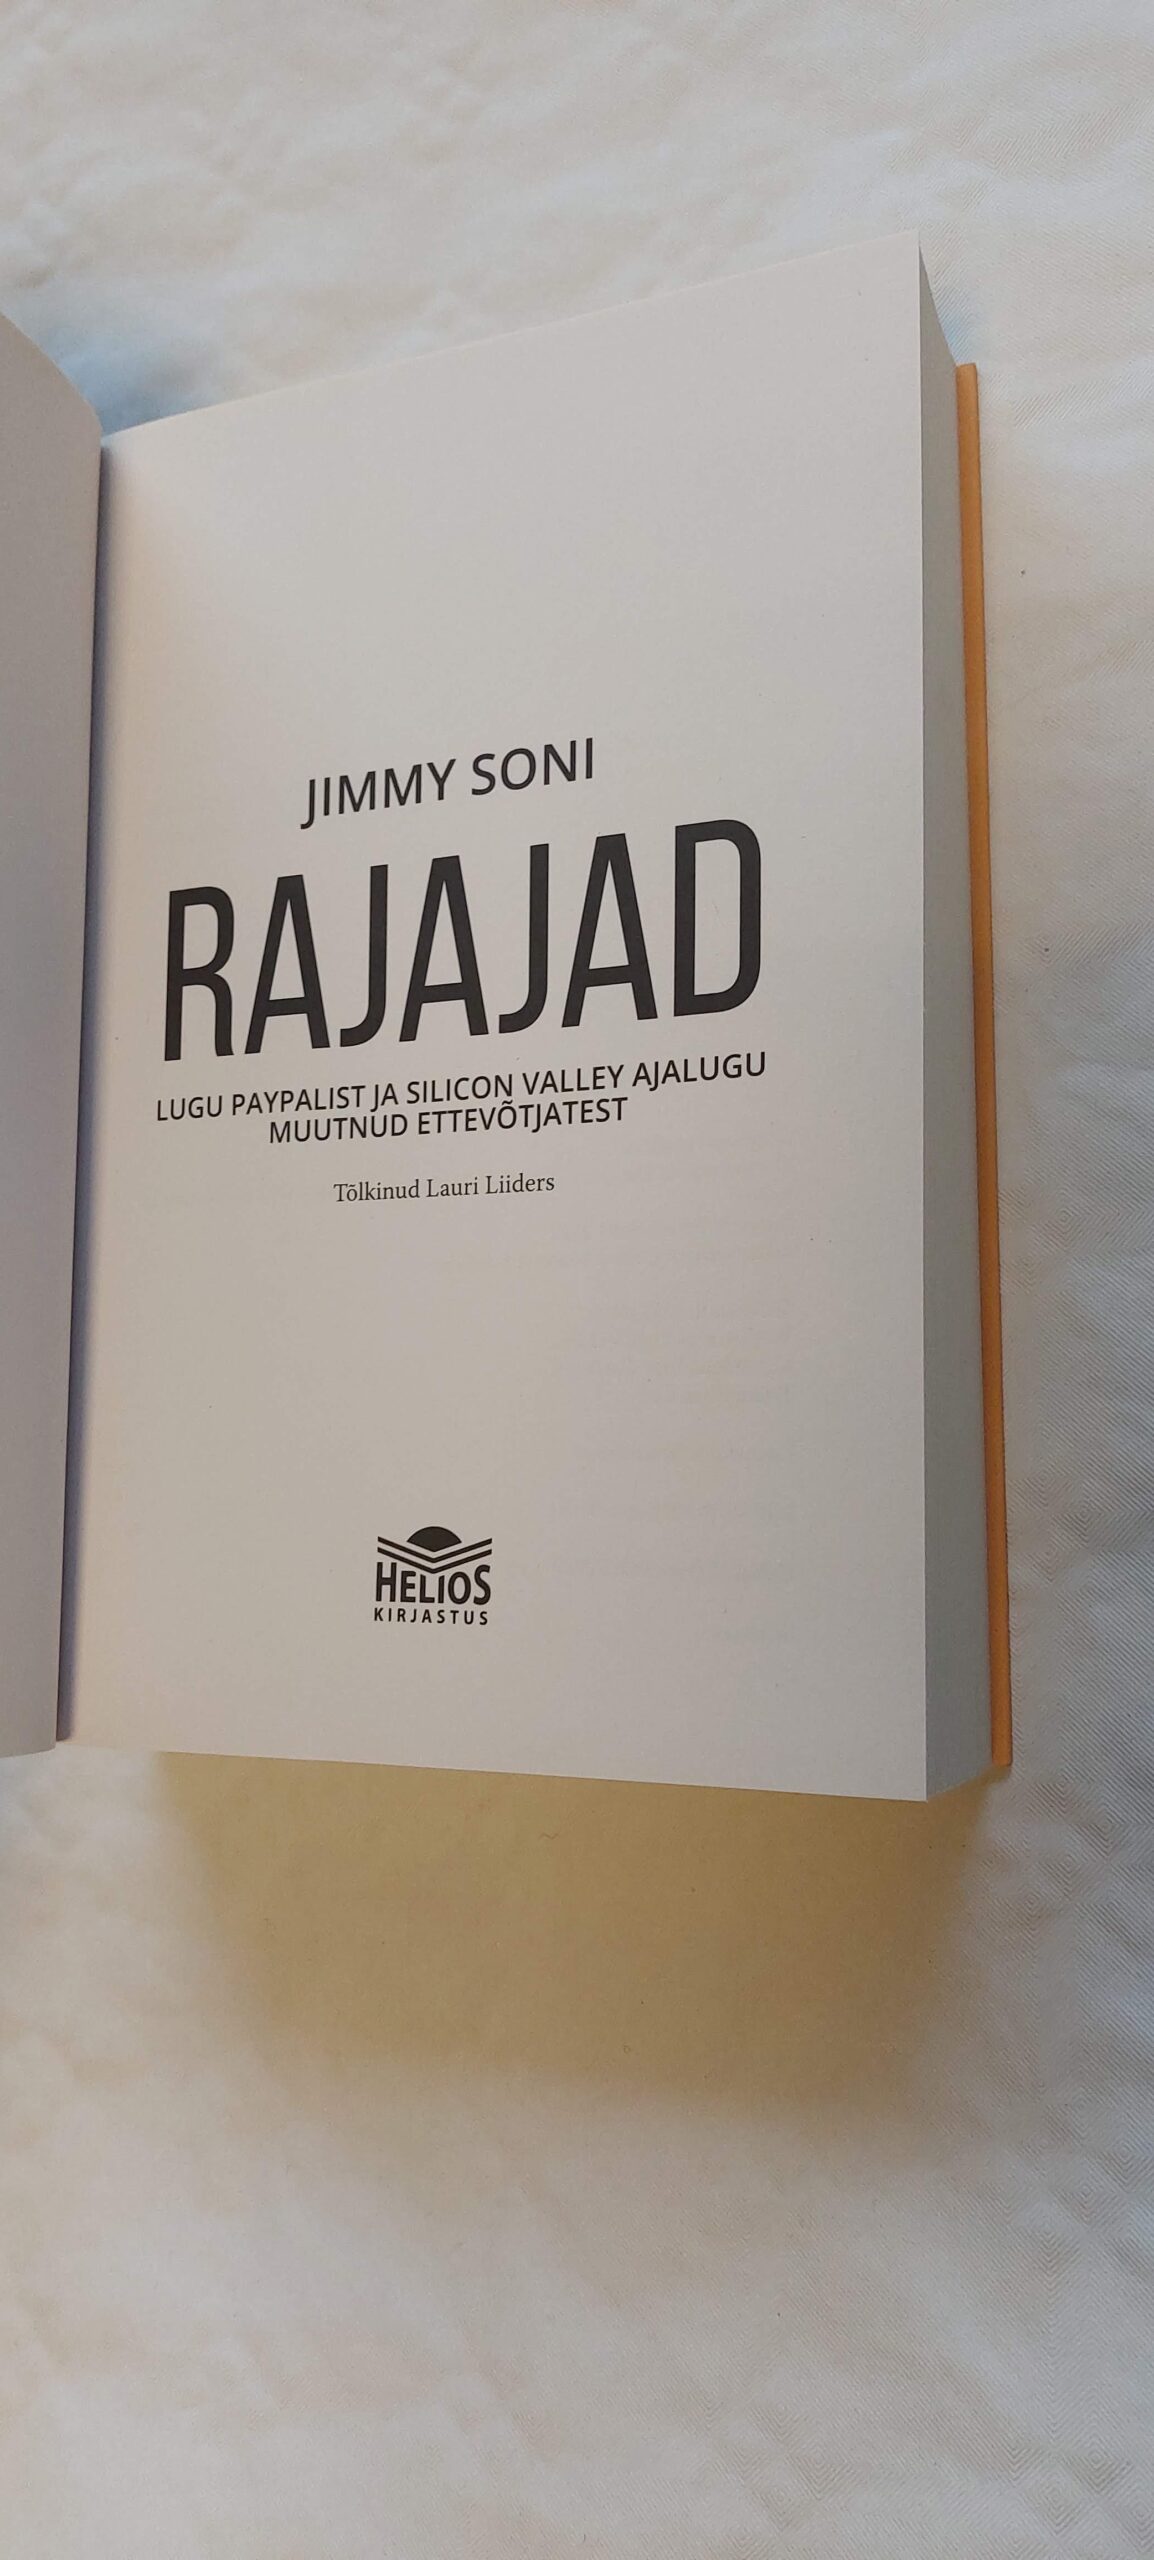 JIMMY SONI
RAJAJAD
LUGU PAYPALIST JA SILICON VALLEY AJALUGU
MUUTNUD ETTEVÕTJATEST
Tõlkinud Lauri Liiders
HELIOS
KIRJASTUS